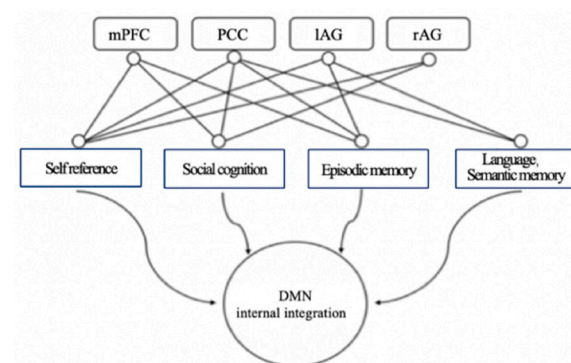 mPFC
PCC
lAG
rAG
Self reference
Social cognition
Episodic memory
Language,
Semantic memory
DMN
internal integration